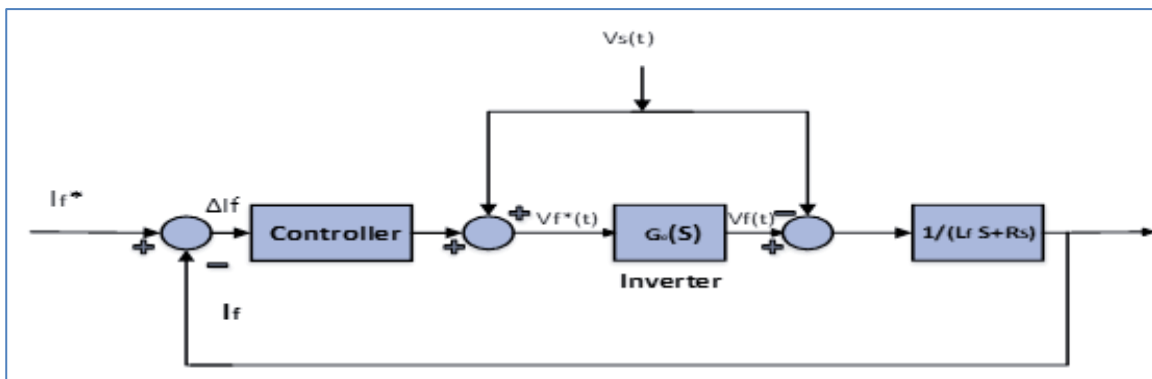 Vs(t)
If*
ΔIf
Controller
Vf*(t)
G₀(S)
Vf(t)
1/(Lf S+Rs)
Inverter
If